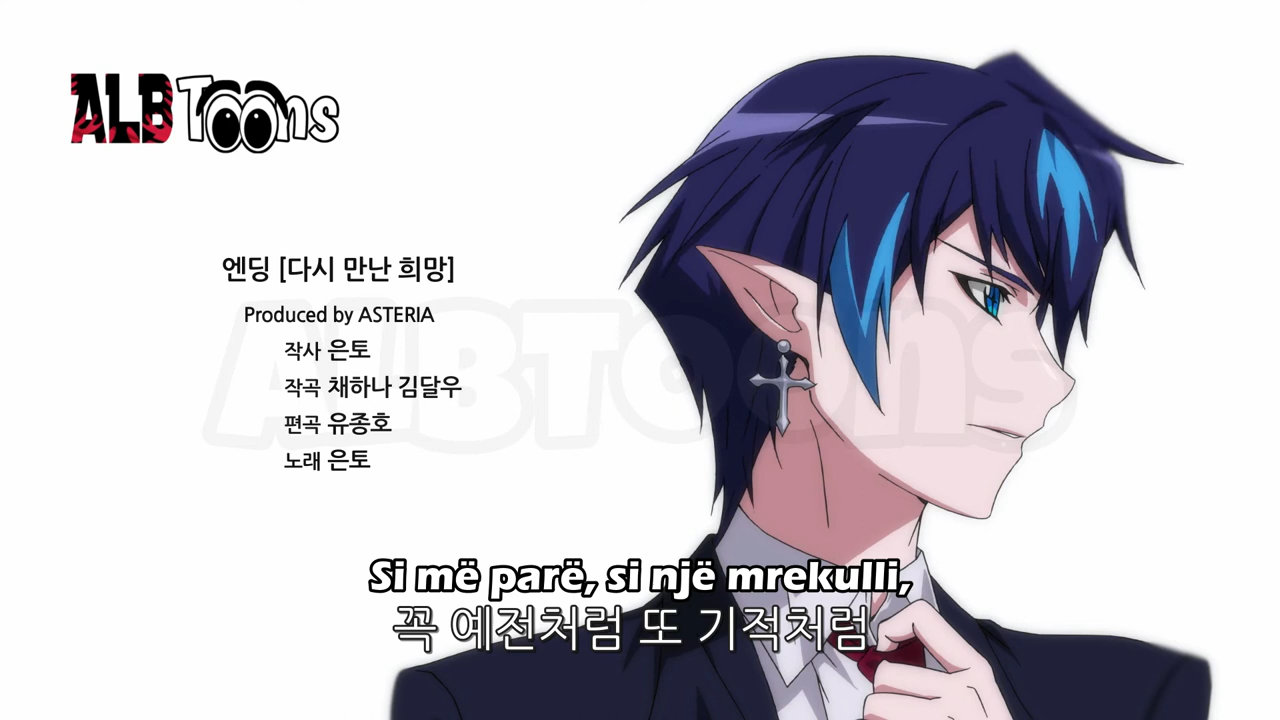 ALBToons
엔딩 [다시 만난 희망]
Produced by ASTERIA
작사 은토
작곡 채하나 김달우
편곡 유종호
노래 은토
ALBToons
Si më parë, si një mrekulli,
꼭 예전처럼 또 기적처럼